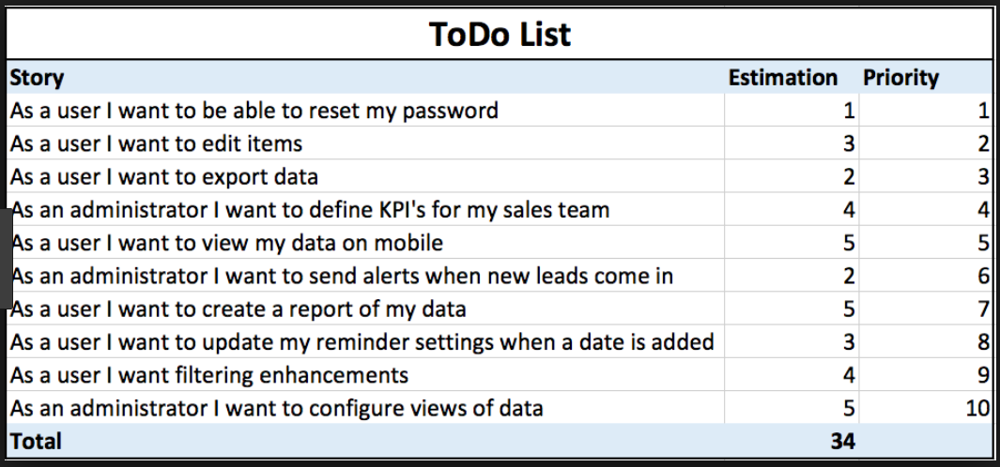 ToDo List
Story Estimation Priority
As a user I want to be able to reset my password 1 1
As a user I want to edit items 3 2
As a user I want to export data 2 3
As an administrator I want to define KPI's for my sales team 4 4
As a user I want to view my data on mobile 5 5
As an administrator I want to send alerts when new leads come in 2 6
As a user I want to create a report of my data 5 7
As a user I want to update my reminder settings when a date is added 3 8
As a user I want filtering enhancements 4 9
As an administrator I want to configure views of data 5 10
Total 34